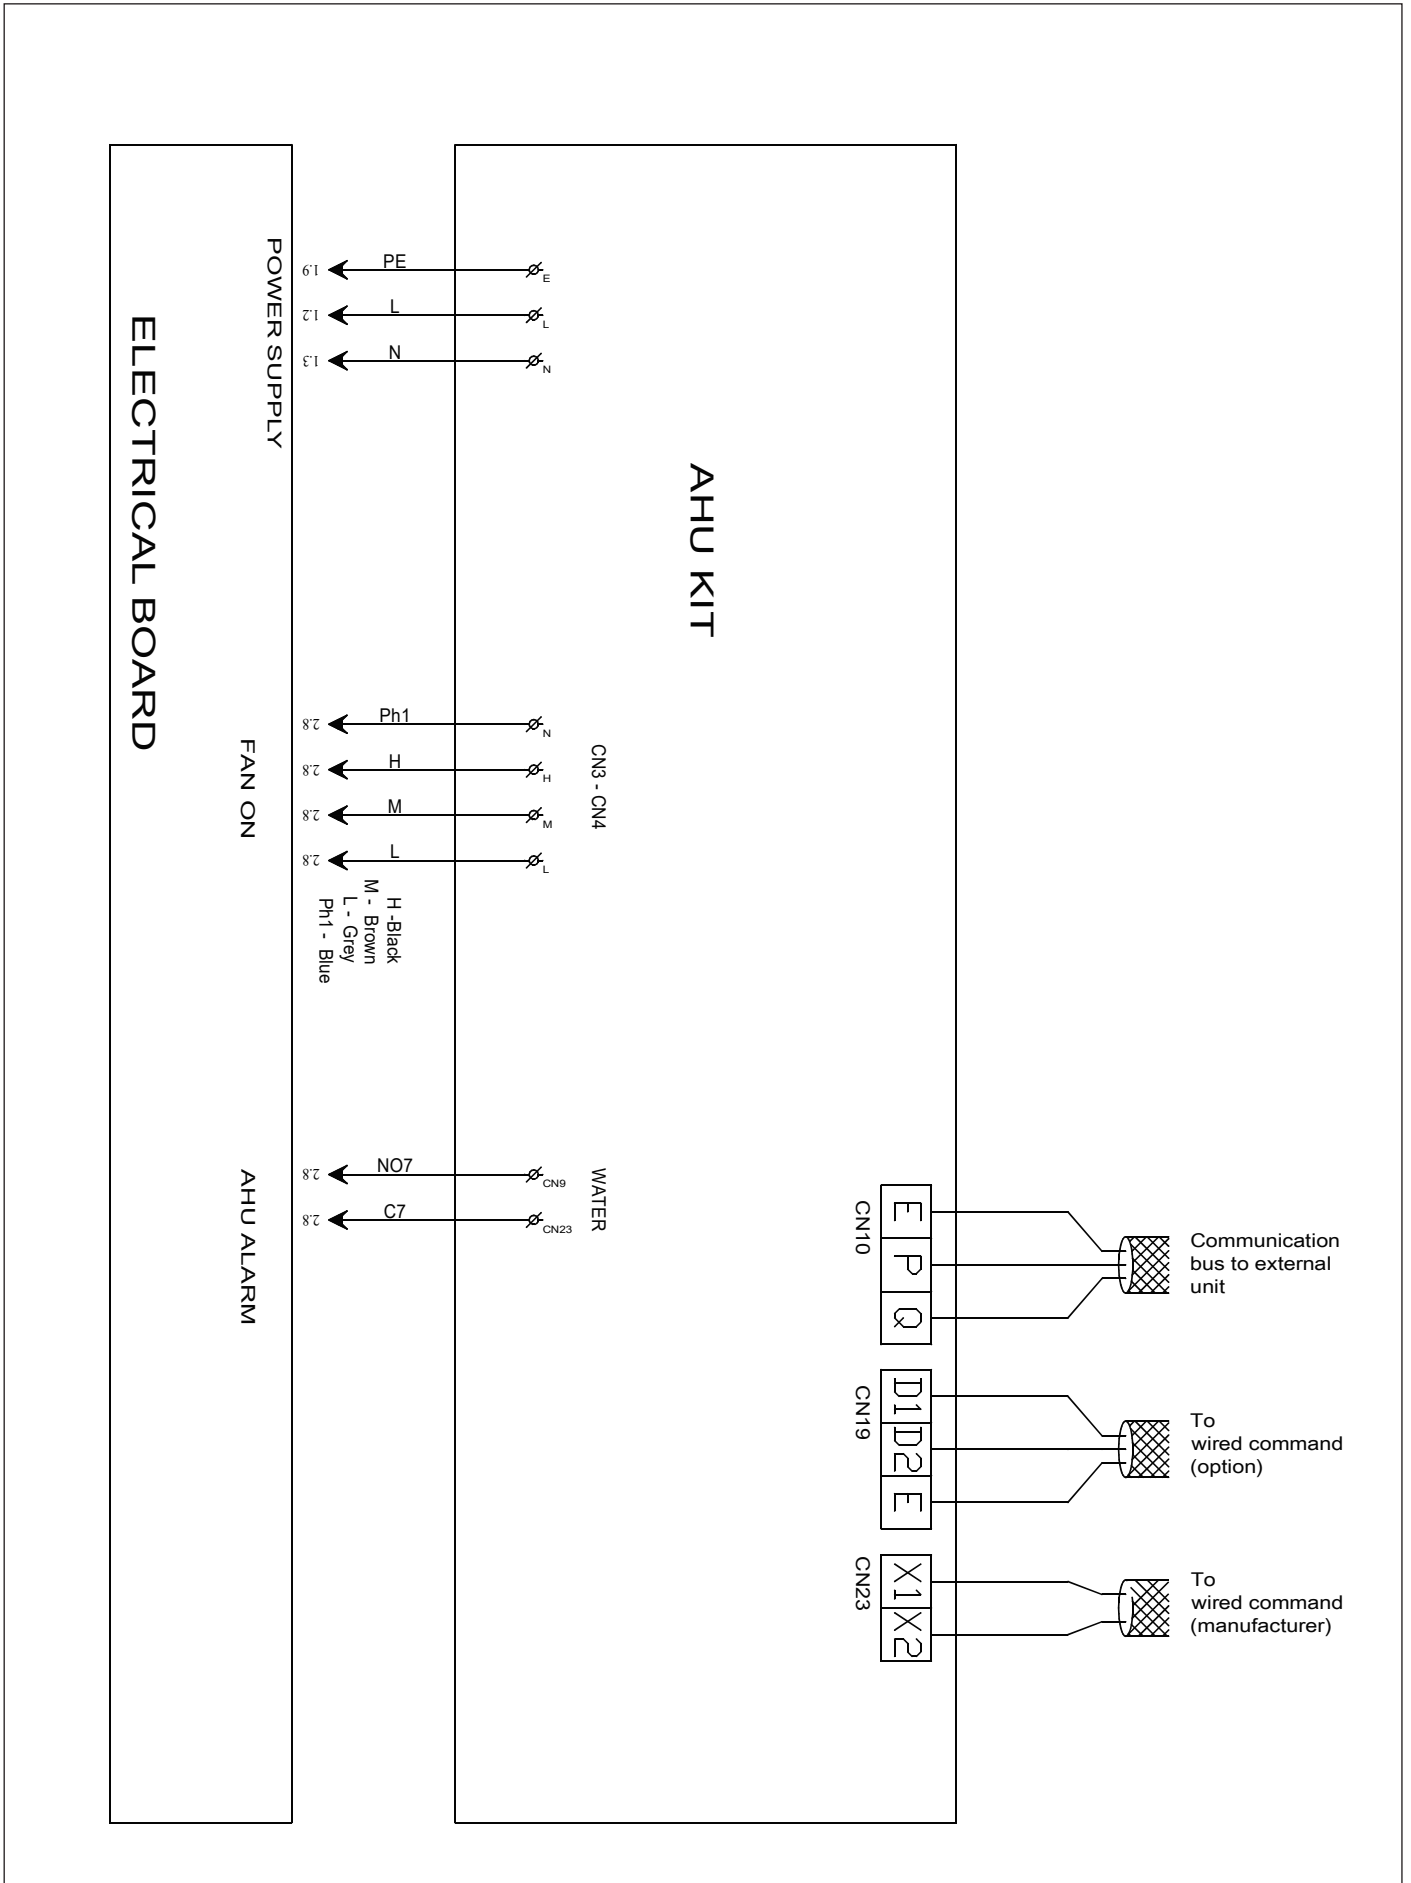 ELECTRICAL BOARD
POWER SUPPLY
1.9
PE
E
1.2
L
L
1.3
N
N
AHU KIT
FAN ON
CN3 - CN4
2.8
Ph1
N
2.8
H
H
2.8
M
M
2.8
L
L
H -Black
M - Brown
L - Grey
Ph1 - Blue
AHU ALARM
WATER
2.8
NO7
CN9
2.8
C7
CN23
CN10
E
P
Q
Communication
bus to external
unit
CN19
D1
D2
E
To
wired command
(option)
CN23
X1
X2
To
wired command
(manufacturer)